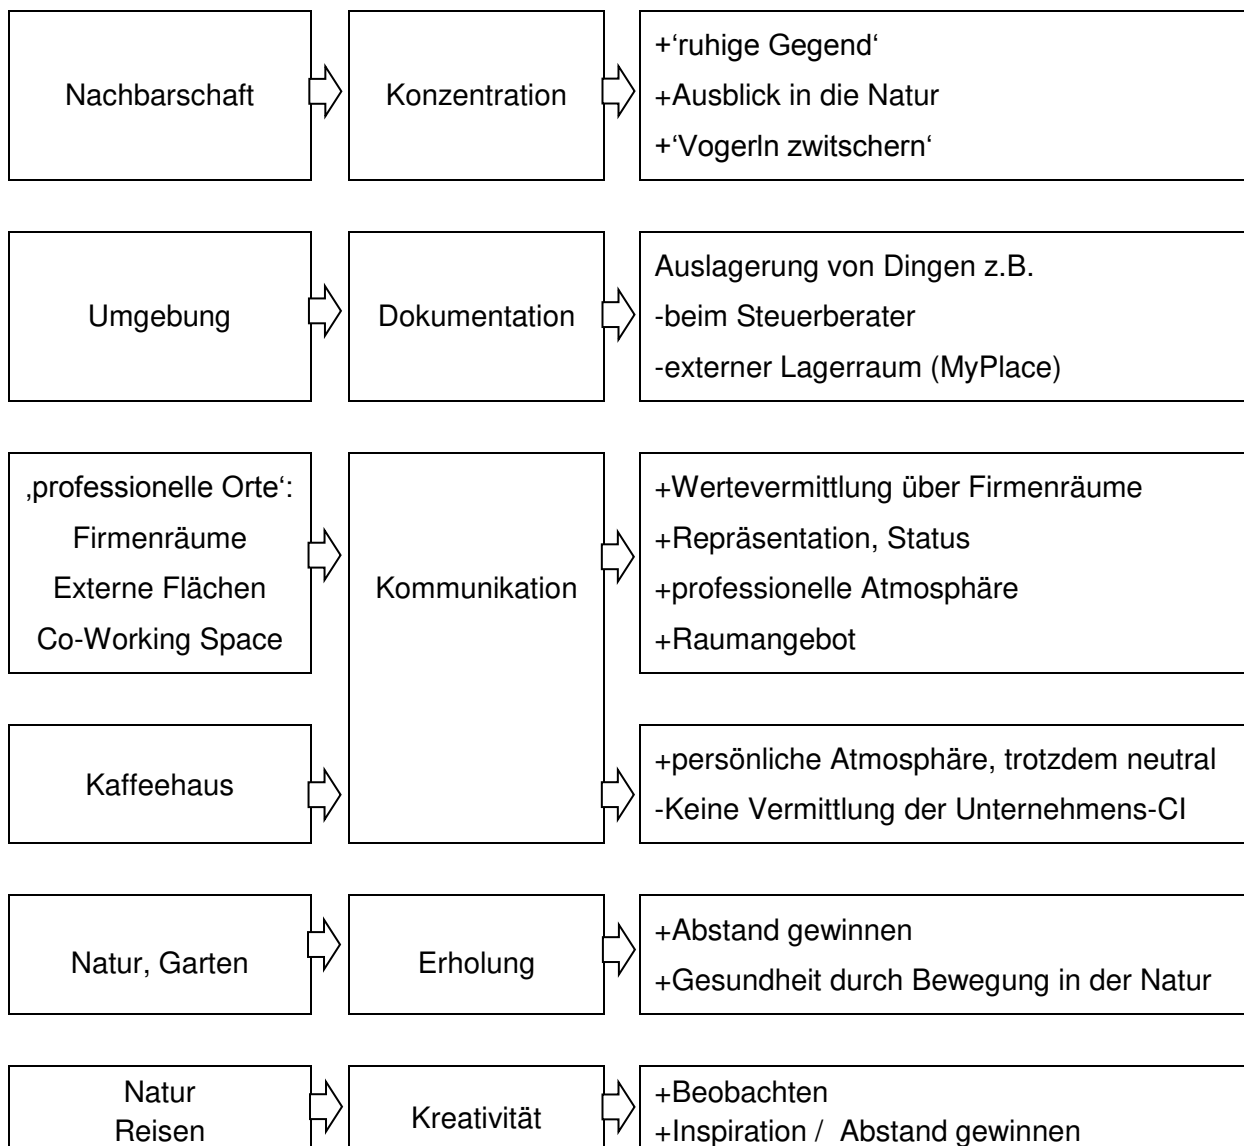 Nachbarschaft
Konzentration
+‘ruhige Gegend‘
+Ausblick in die Natur
+‘Vogerln zwitschern‘
Umgebung
Dokumentation
Auslagerung von Dingen z.B.
-beim Steuerberater
-externer Lagerraum (MyPlace)
‚professionelle Orte‘:
Firmenräume
Externe Flächen
Co-Working Space
Kommunikation
+Wertevermittlung über Firmenräume
+Repräsentation, Status
+professionelle Atmosphäre
+Raumangebot
Kaffeehaus
+persönliche Atmosphäre, trotzdem neutral
-Keine Vermittlung der Unternehmens-CI
Natur, Garten
Erholung
+Abstand gewinnen
+Gesundheit durch Bewegung in der Natur
Natur
Reisen
Kreativität
+Beobachten
+Inspiration /  Abstand gewinnen